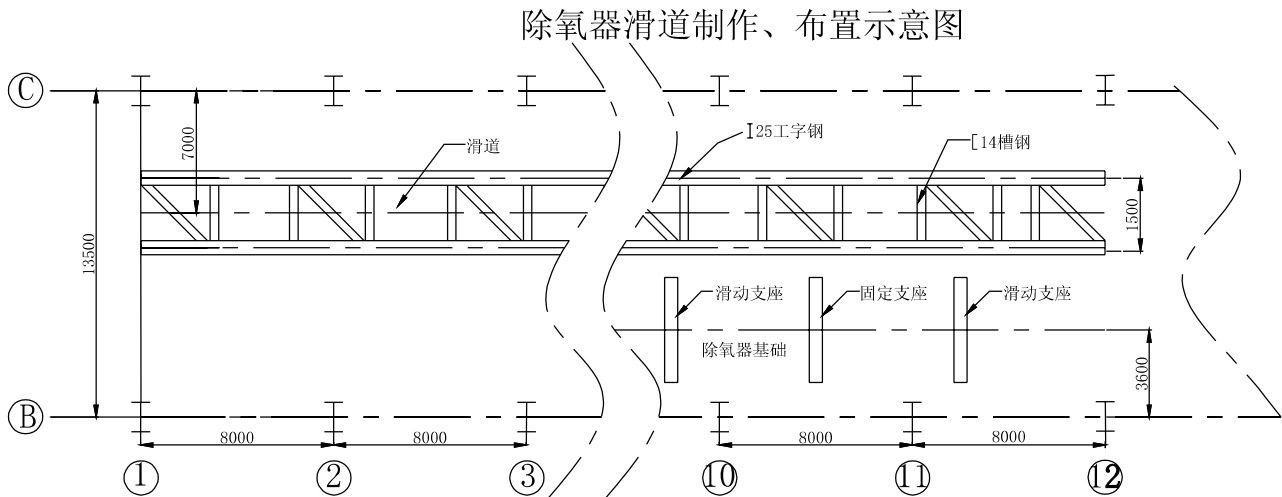 除氧器滑道制作、布置示意图
C
7000
滑道
I25工字钢
[14槽钢
13500
1500
滑动支座
固定支座
滑动支座
除氧器基础
3600
B
8000
8000
8000
8000
1
2
3
10
11
12